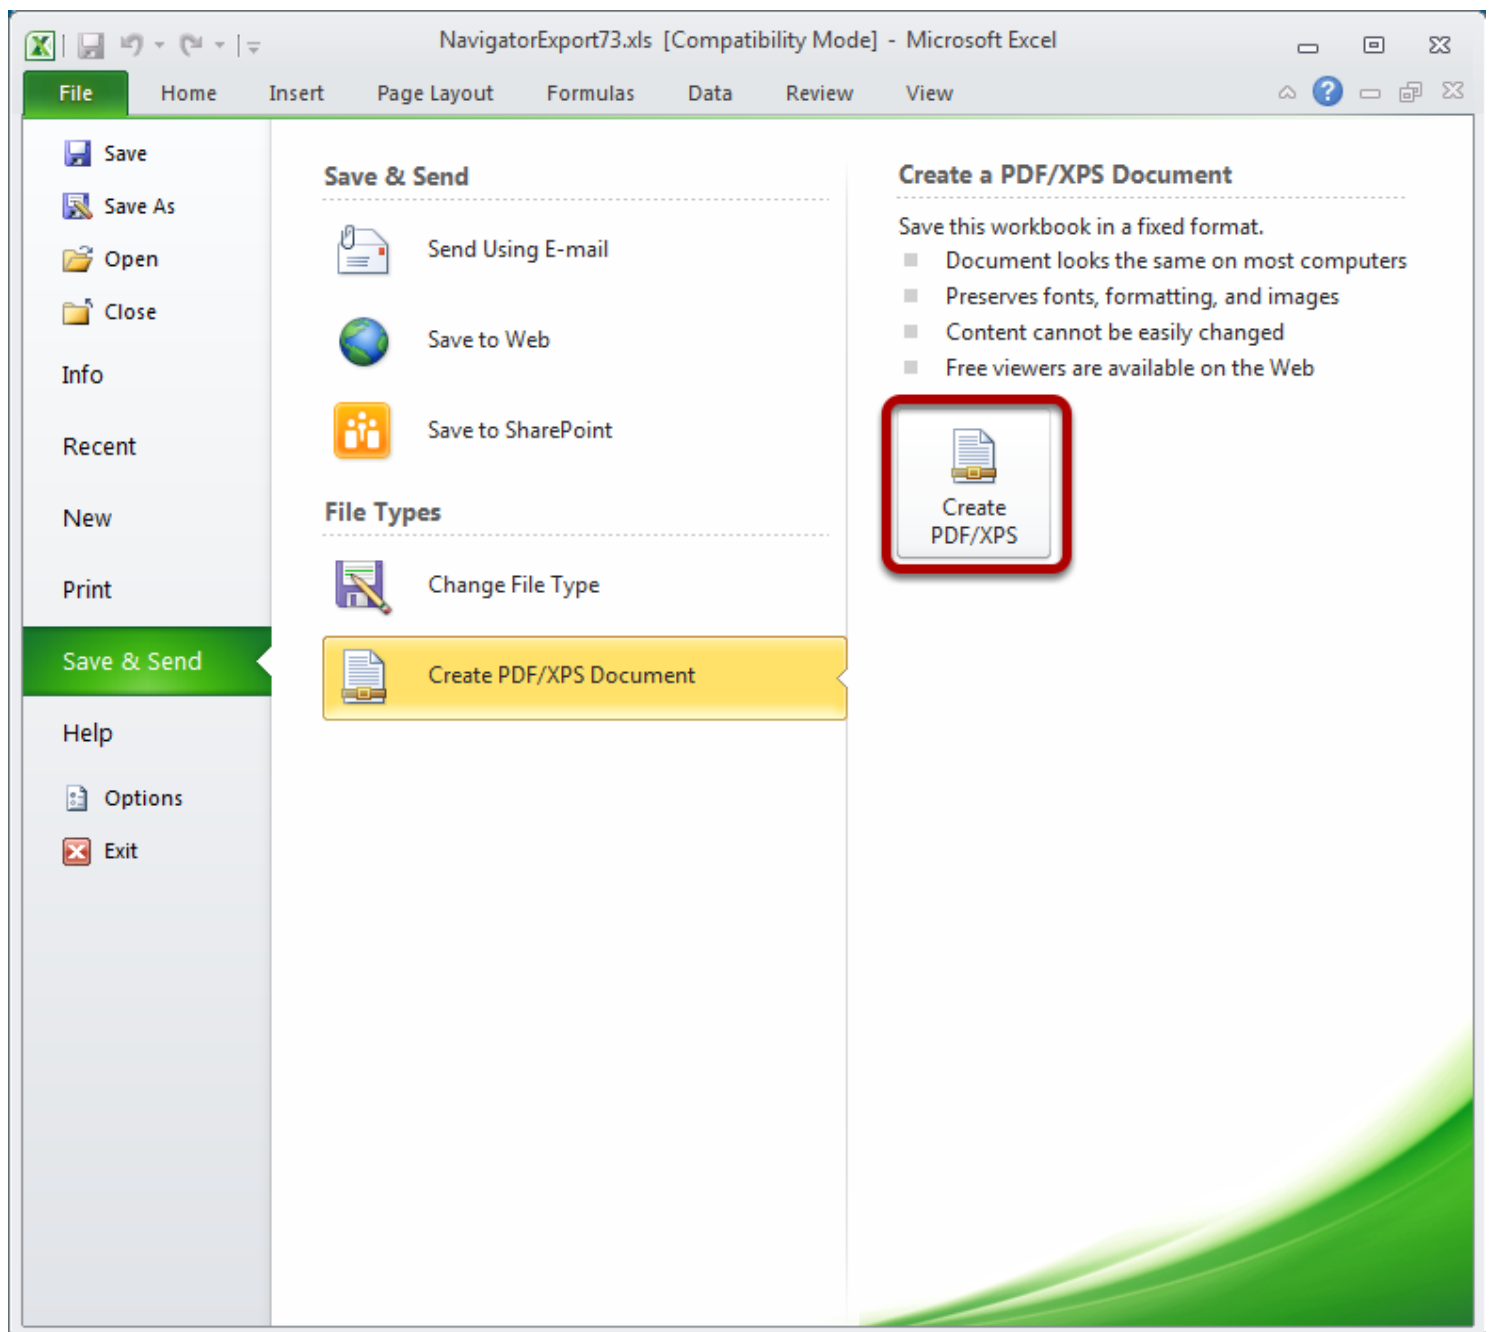 NavigatorExport73.xls [Compatibility Mode] - Microsoft Excel
File Home Insert Page Layout Formulas Data Review View
Save
Save As
Open
Close
Info
Recent
New
Print
Save & Send
Help
Options
Exit
Save & Send
Send Using E-mail
Save to Web
Save to SharePoint
File Types
Change File Type
Create PDF/XPS Document
Create a PDF/XPS Document
Save this workbook in a fixed format.
Document looks the same on most computers
Preserves fonts, formatting, and images
Content cannot be easily changed
Free viewers are available on the Web
Create
PDF/XPS